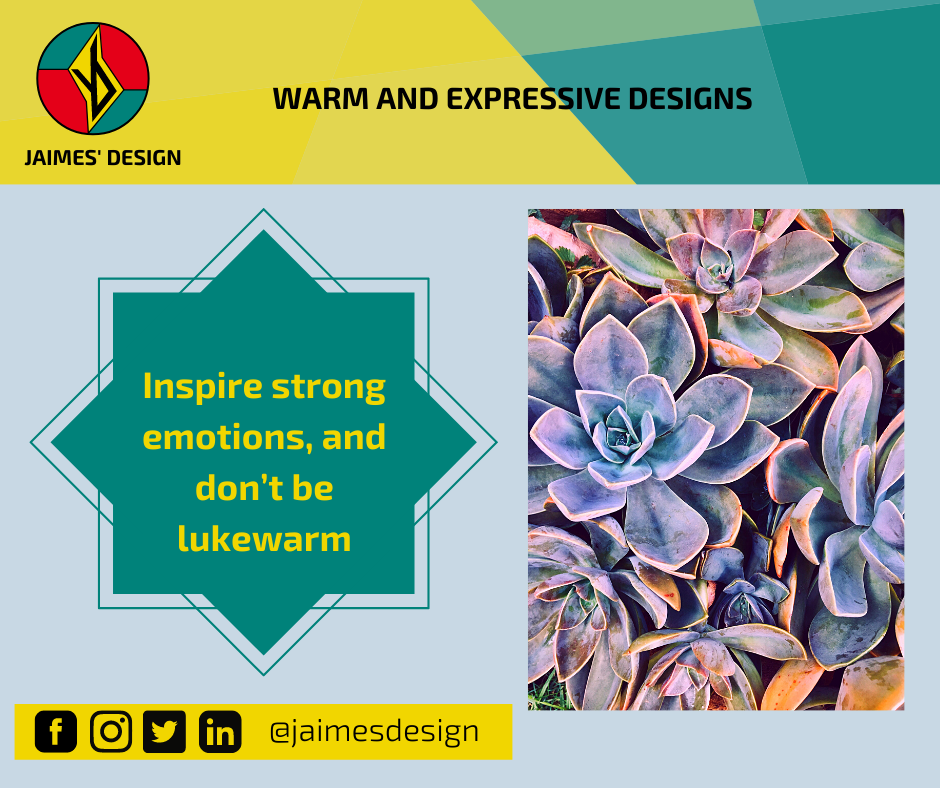 WARM AND EXPRESSIVE DESIGNS
JAIMES' DESIGN
Inspire strong
emotions, and
don’t be
lukewarm
@jaimesdesign